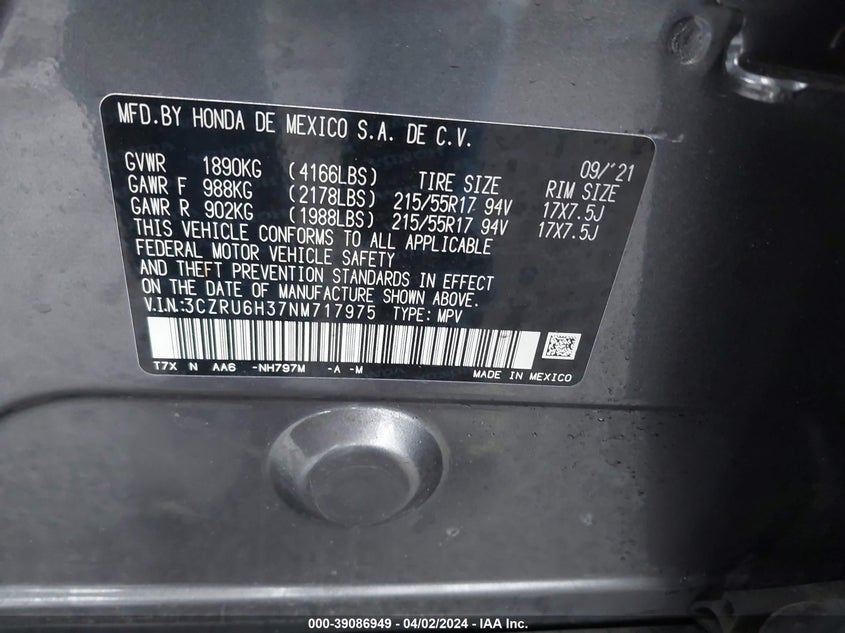 MFD.BY HONDA DE MEXICO S.A. DE C.V.
09/'21
GVWR 1890KG (4166LBS) TIRE SIZE RIM SIZE
GAWR F 988KG (2178LBS) 215/55R17 94V 17X7.5J
GAWR R 902KG (1988LBS) 215/55R17 94V 17X7.5J
THIS VEHICLE CONFORMS TO ALL APPLICABLE
FEDERAL MOTOR VEHICLE SAFETY
AND THEFT PREVENTION STANDARDS IN EFFECT
ON THE DATE OF MANUFACTURE SHOWN ABOVE.
V.I.N.:3CZRU6H37NM717975 TYPE: MPV
T7X N AA6 -NH797M -A -M MADE IN MEXICO
000-39086949 - 04/02/2024 - IAA Inc.